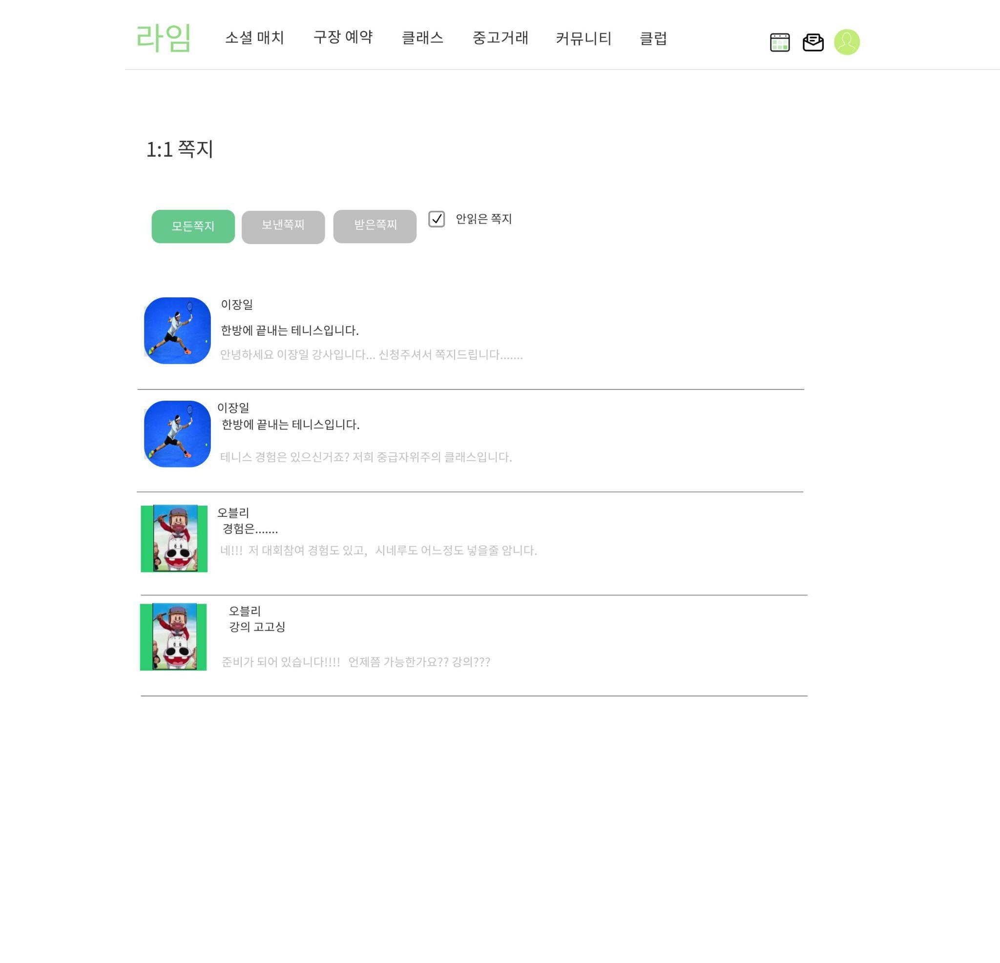 라임
소셜 매치
구장 예약
클래스
중고거래
커뮤니티
클럽
1:1 쪽지
모든쪽지
보낸쪽찌
받은쪽찌
안읽은 쪽지
이장일
한방에 끝내는 테니스입니다.
안녕하세요 이장일 강사입니다... 신청주셔서 쪽지드립니다.......
이장일
한방에 끝내는 테니스입니다.
테니스 경험은 있으신거죠? 저희 중급자위주의 클래스입니다.
오블리
경험은.......
네!!! 저 대회참여 경험도 있고, 시네루도 어느정도 넣을줄 암니다.
오블리
강의 고고싱
준비가 되어 있습니다!!!! 언제쯤 가능한가요?? 강의???